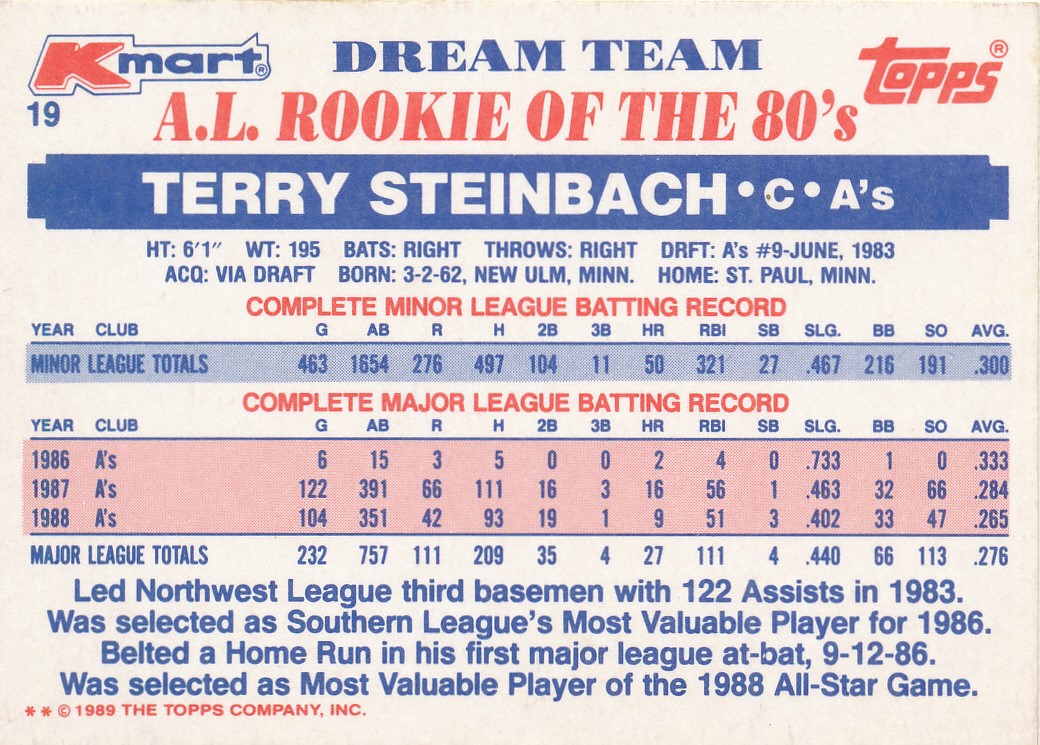 Kmart® DREAM TEAM Topps®
19 A.L. ROOKIE OF THE 80's
TERRY STEINBACH • C • A's
HT: 6'1" WT: 195 BATS: RIGHT THROWS: RIGHT DRFT: A's #9-JUNE, 1983
ACQ: VIA DRAFT BORN: 3-2-62, NEW ULM, MINN. HOME: ST. PAUL, MINN.
COMPLETE MINOR LEAGUE BATTING RECORD
YEAR CLUB G AB R H 2B 3B HR RBI SB SLG. BB SO AVG.
MINOR LEAGUE TOTALS 463 1654 276 497 104 11 50 321 27 .467 216 191 .300
COMPLETE MAJOR LEAGUE BATTING RECORD
YEAR CLUB G AB R H 2B 3B HR RBI SB SLG. BB SO AVG.
1986 A's 6 15 3 5 0 0 2 4 0 .733 1 0 .333
1987 A's 122 391 66 111 16 3 16 56 1 .463 32 66 .284
1988 A's 104 351 42 93 19 1 9 51 3 .402 33 47 .265
MAJOR LEAGUE TOTALS 232 757 111 209 35 4 27 111 4 .440 66 113 .276
Led Northwest League third basemen with 122 Assists in 1983.
Was selected as Southern League's Most Valuable Player for 1986.
Belted a Home Run in his first major league at-bat, 9-12-86.
Was selected as Most Valuable Player of the 1988 All-Star Game.
** © 1989 THE TOPPS COMPANY, INC.